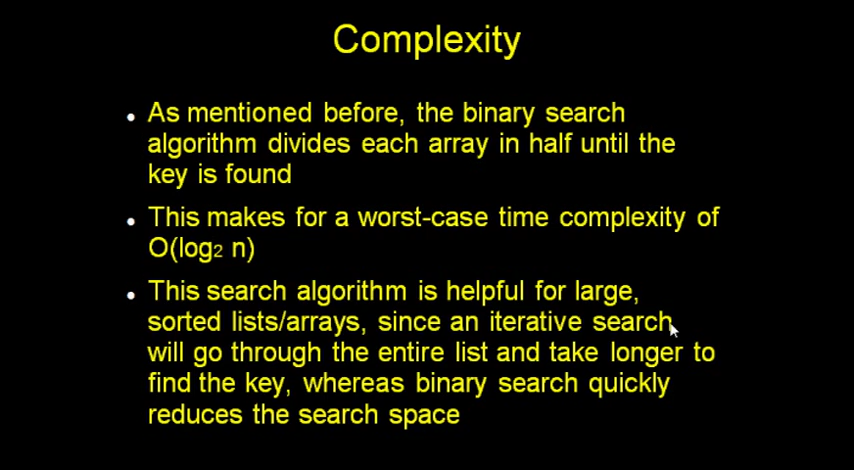 Complexity
• As mentioned before, the binary search
algorithm divides each array in half until the
key is found
• This makes for a worst-case time complexity of
O(log₂ n)
• This search algorithm is helpful for large,
sorted lists/arrays, since an iterative search
will go through the entire list and take longer to
find the key, whereas binary search quickly
reduces the search space